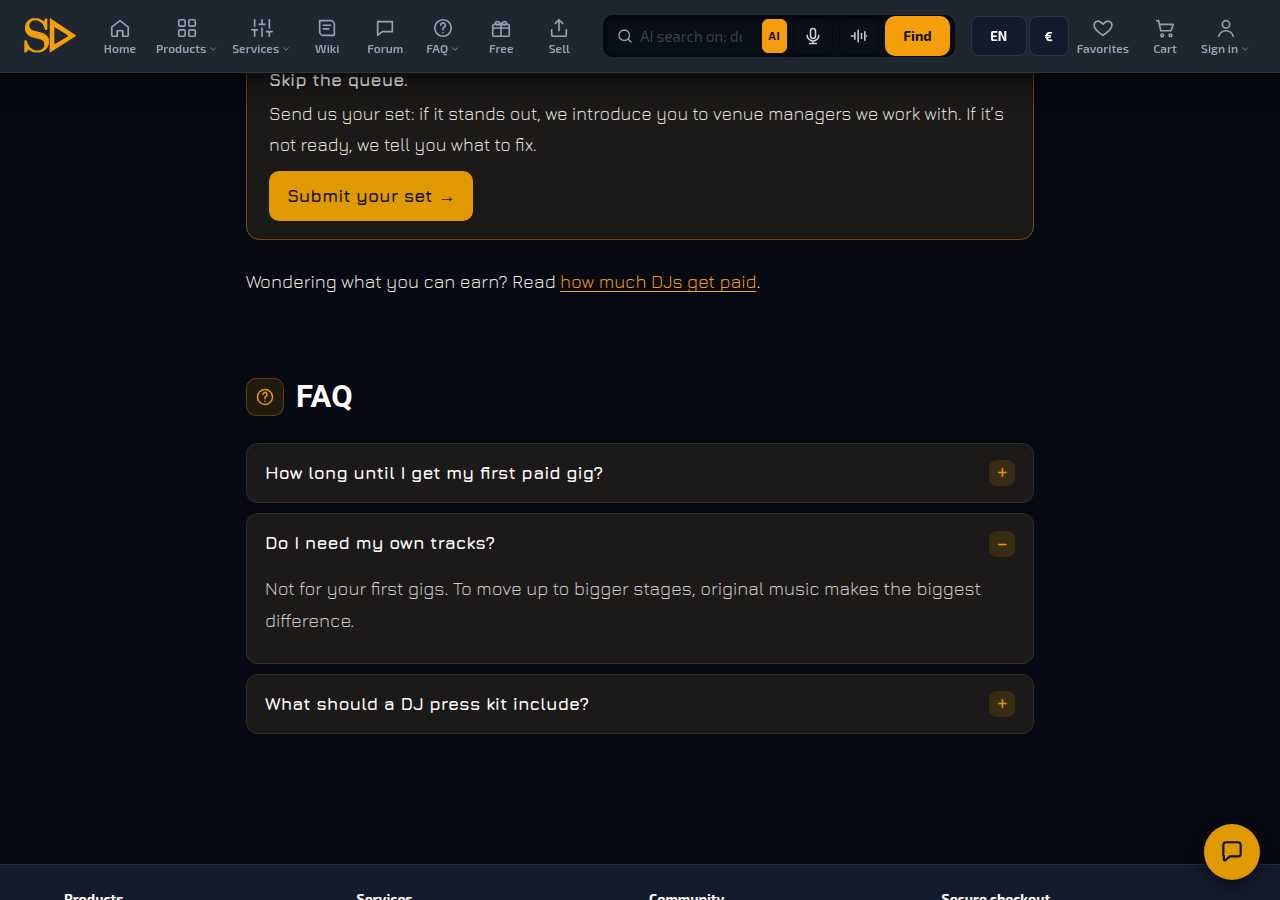 SD
Home
Products
Services
Wiki
Forum
FAQ
Free
Sell
AI search on: de
AI
Find
EN
€
Favorites
Cart
Sign in
Skip the queue.
Send us your set: if it stands out, we introduce you to venue managers we work with. If it's
not ready, we tell you what to fix.
Submit your set →
Wondering what you can earn? Read how much DJs get paid.
FAQ
How long until I get my first paid gig?
+
Do I need my own tracks?
−
Not for your first gigs. To move up to bigger stages, original music makes the biggest
difference.
What should a DJ press kit include?
+
Products
Services
Community
Secure checkout